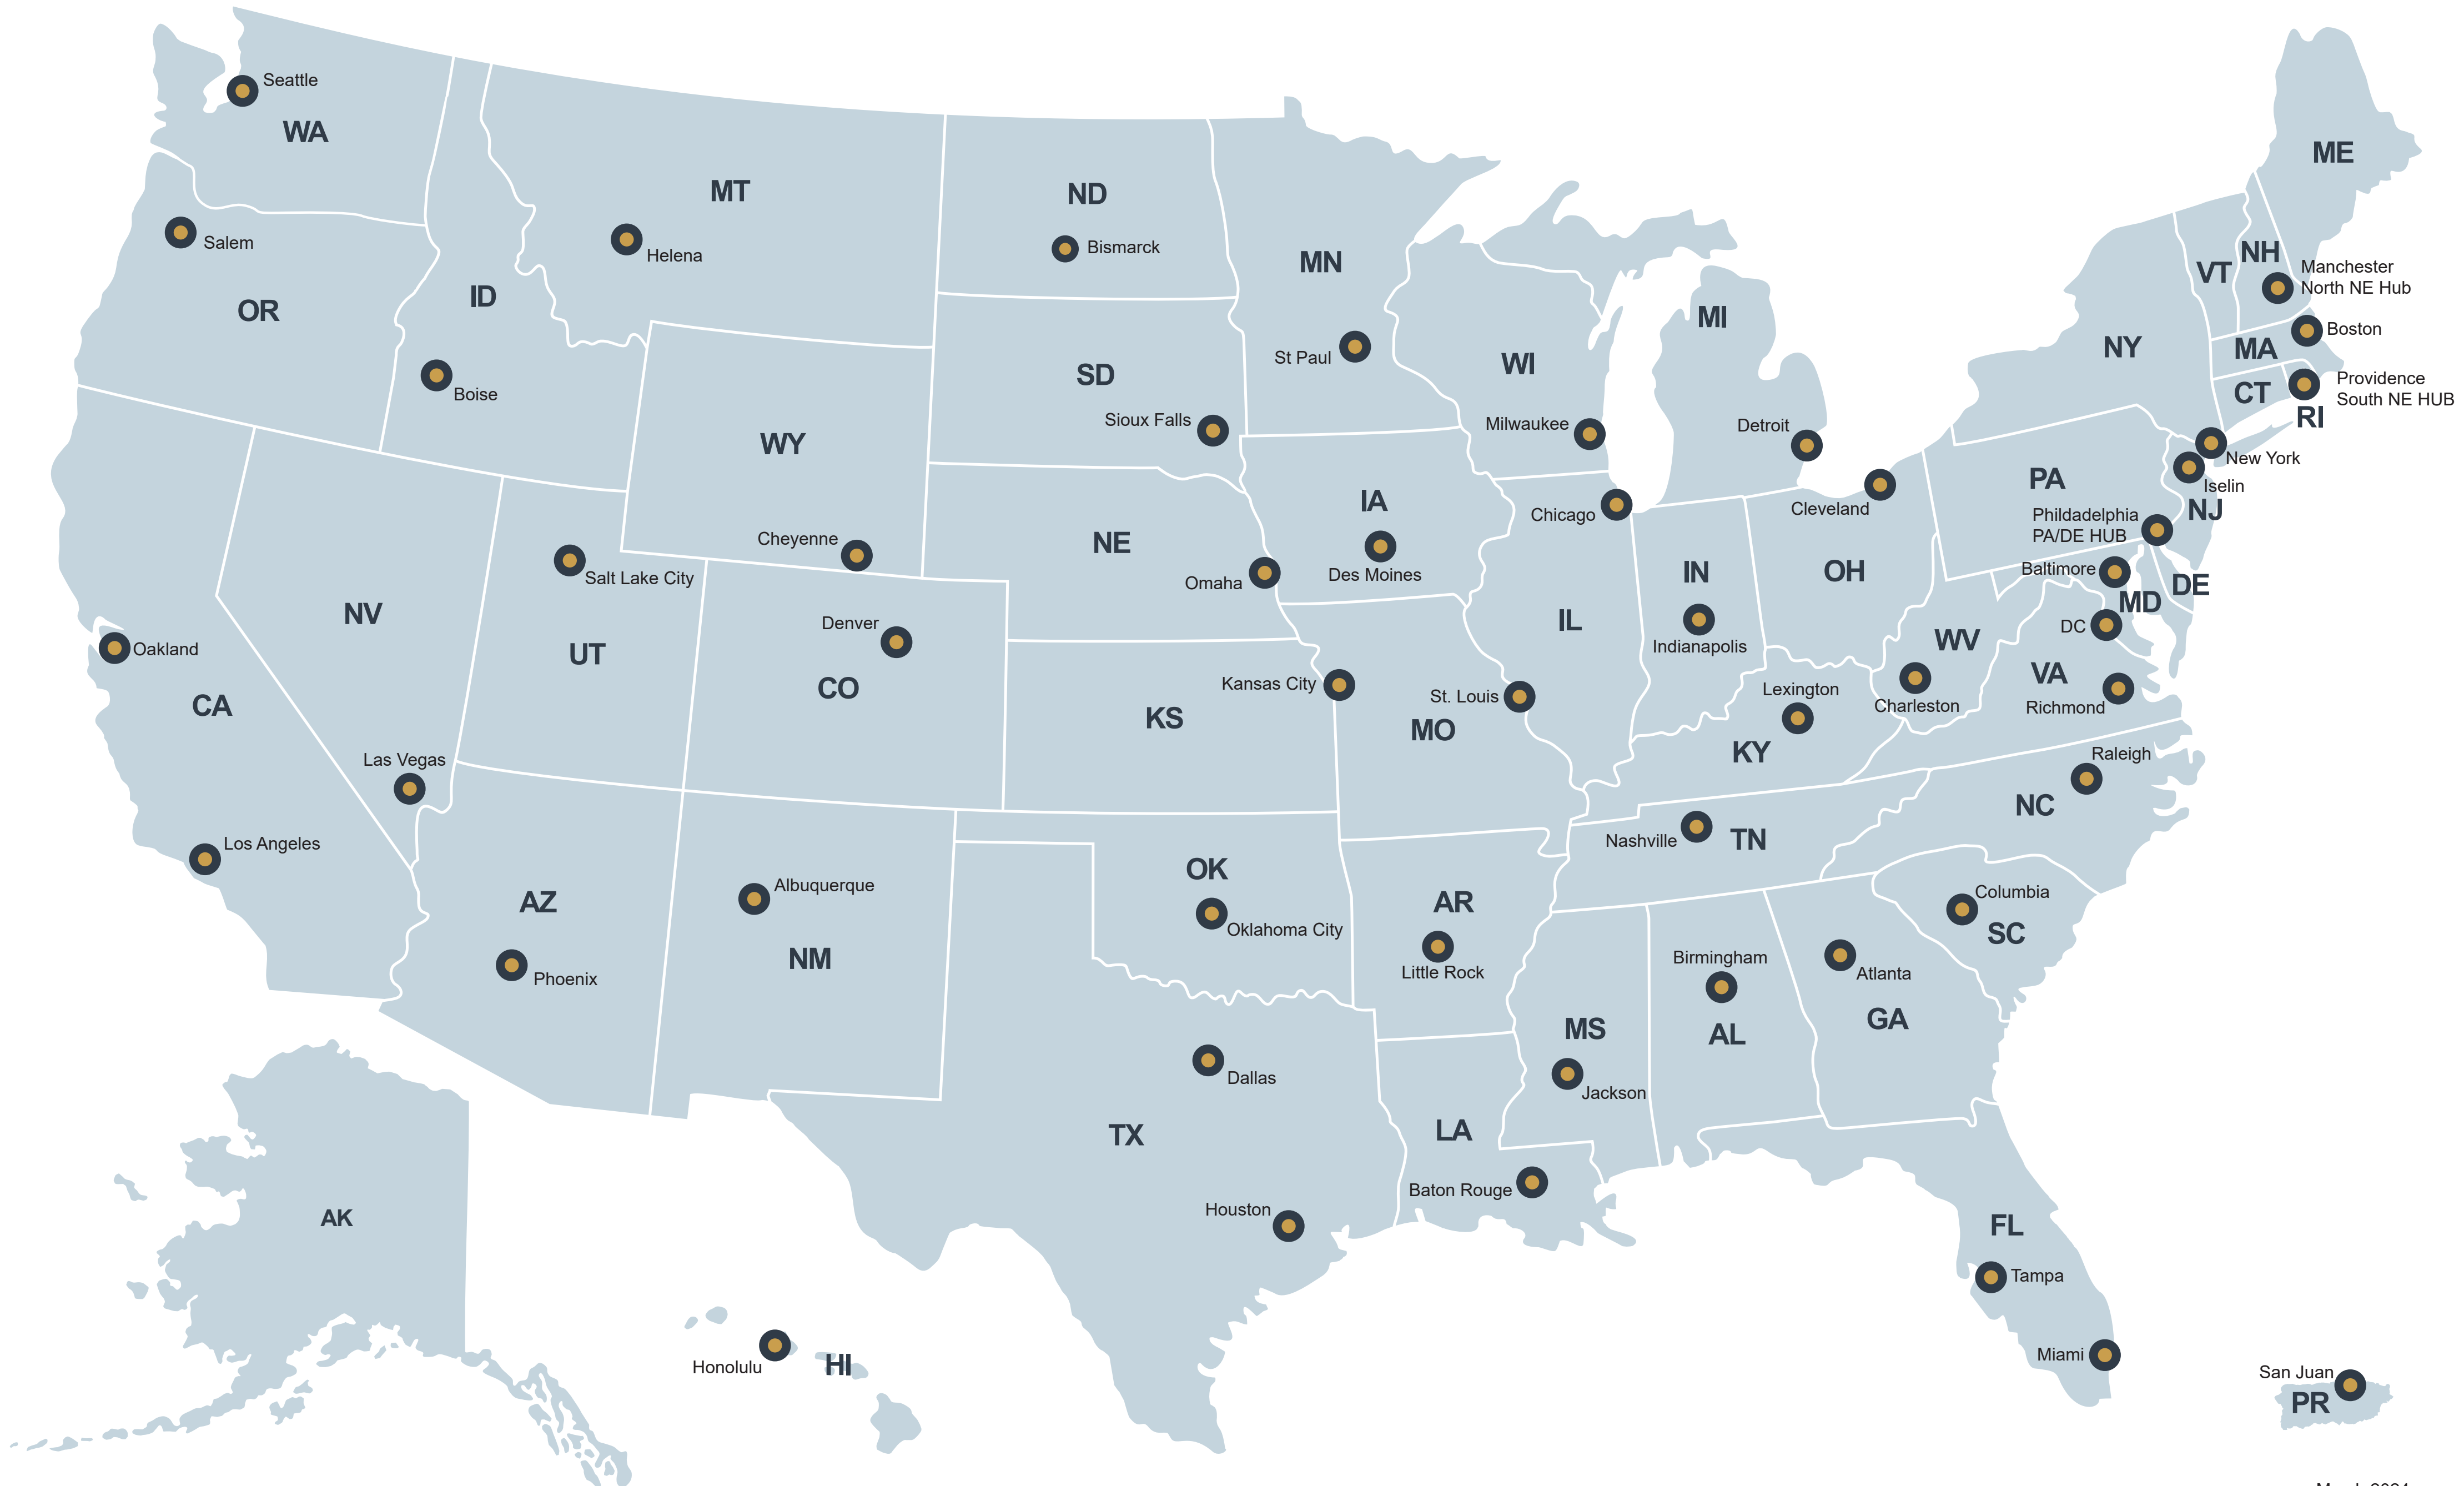 Seattle
WA
ME
MT
ND
Salem
Helena
Bismarck
MN
NH
VT
Manchester
North NE Hub
ID
OR
MI
Boston
NY
MA
St Paul
WI
SD
Boise
CT
Providence
South NE HUB
RI
Sioux Falls
Milwaukee
Detroit
WY
New York
PA
Iselin
NJ
IA
Chicago
Cleveland
Phildadelphia
PA/DE HUB
Cheyenne
NE
Salt Lake City
Omaha
Des Moines
IN
OH
Baltimore
DE
MD
NV
Denver
IL
DC
Oakland
UT
Indianapolis
WV
CO
Kansas City
St. Louis
Lexington
VA
CA
KS
MO
Charleston
Richmond
KY
Raleigh
Las Vegas
NC
Los Angeles
Nashville
TN
OK
Albuquerque
AZ
AR
Columbia
Oklahoma City
SC
NM
Phoenix
Little Rock
Birmingham
Atlanta
MS
AL
GA
Dallas
Jackson
TX
LA
Baton Rouge
AK
Houston
FL
Tampa
Honolulu
HI
Miami
San Juan
PR